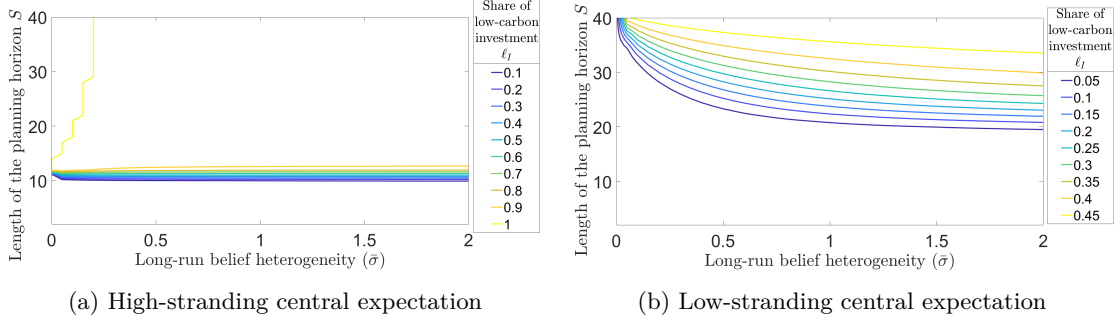 Length of the planning horizon S
40
30
20
10
0
0.5
1
1.5
2
Long-run belief heterogeneity (σ̄)
Share of
low-carbon
investment
ℓ_I
0.1
0.2
0.3
0.4
0.5
0.6
0.7
0.8
0.9
1
(a) High-stranding central expectation
Length of the planning horizon S
40
30
20
10
0
0.5
1
1.5
2
Long-run belief heterogeneity (σ̄)
Share of
low-carbon
investment
ℓ_I
0.05
0.1
0.15
0.2
0.25
0.3
0.35
0.4
0.45
(b) Low-stranding central expectation